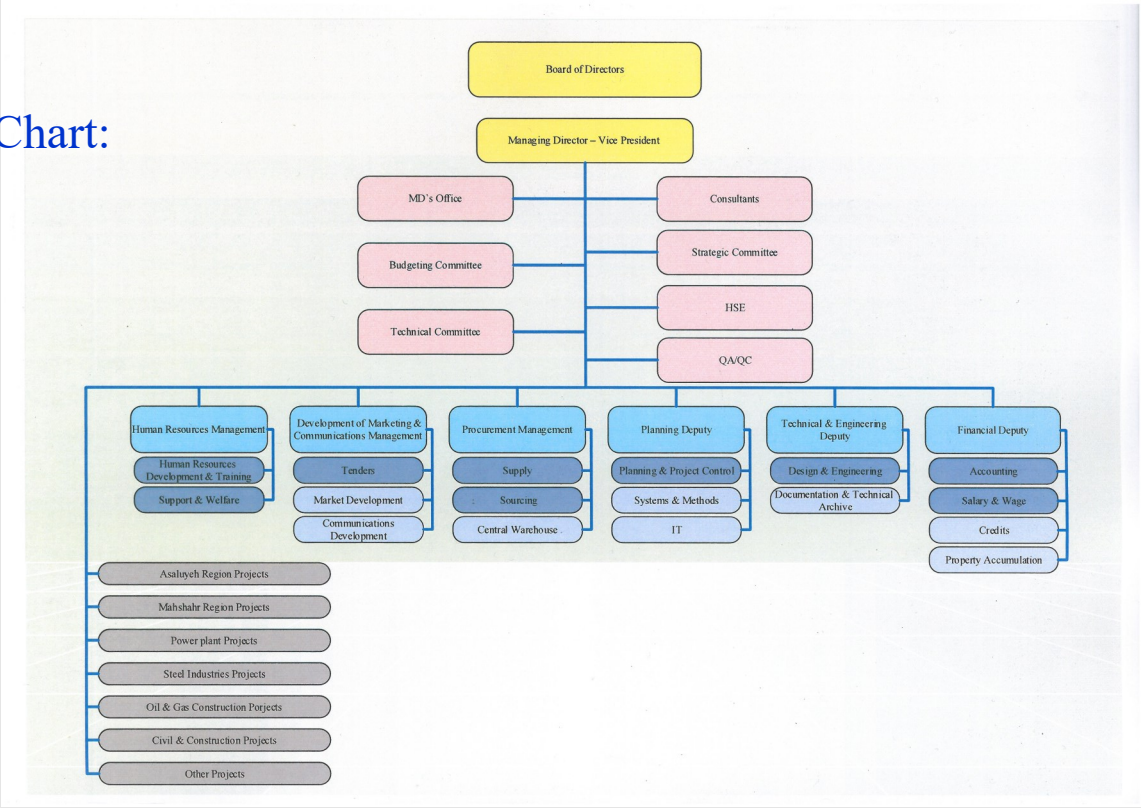 Chart:
Board of Directors
Managing Director – Vice President
MD's Office
Consultants
Budgeting Committee
Strategic Committee
HSE
Technical Committee
QA/QC
Human Resources Management
Human Resources
Development & Training
Support & Welfare
Development of Marketing &
Communications Management
Tenders
Market Development
Communications
Development
Procurement Management
Supply
Sourcing
Central Warehouse
Planning Deputy
Planning & Project Control
Systems & Methods
IT
Technical & Engineering
Deputy
Design & Engineering
Documentation & Technical
Archive
Financial Deputy
Accounting
Salary & Wage
Credits
Property Accumulation
Asaluyeh Region Projects
Mahshahr Region Projects
Power plant Projects
Steel Industries Projects
Oil & Gas Construction Porjects
Civil & Construction Projects
Other Projects